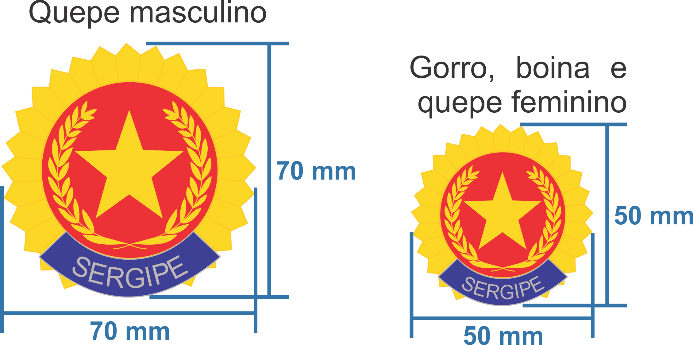 Quepe masculino
70 mm
SERGIPE
70 mm
Gorro, boina e
quepe feminino
50 mm
SERGIPE
50 mm